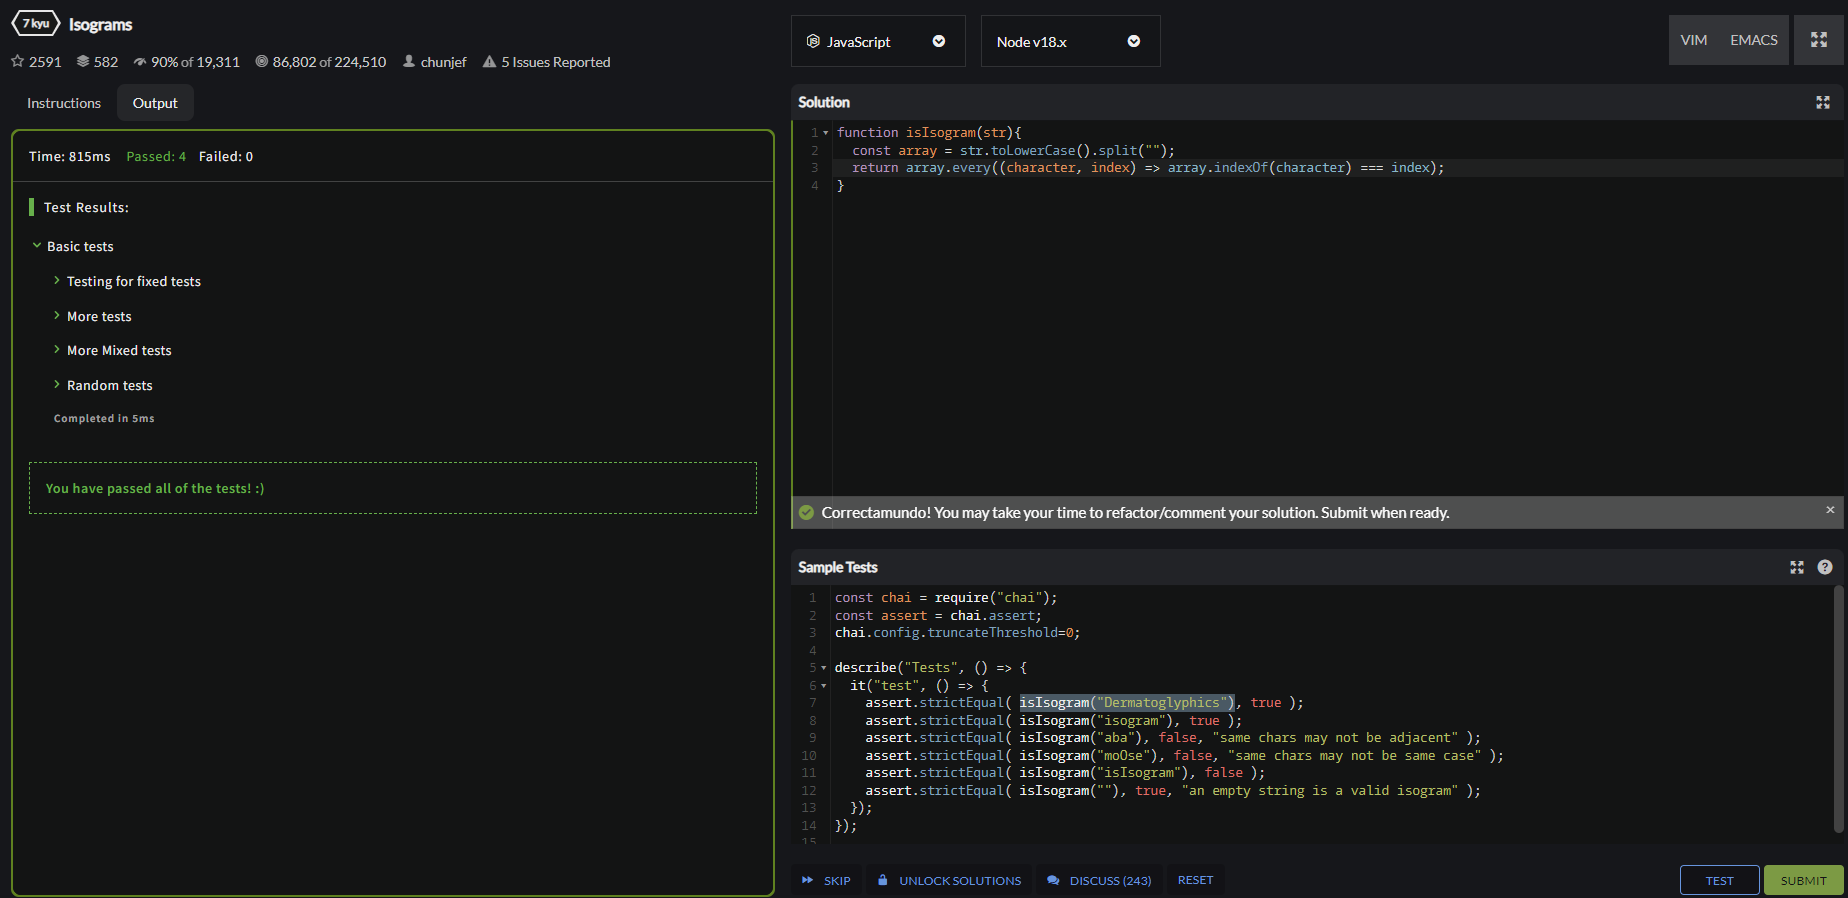 7 kyu Isograms
2591 582 90% of 19,311 86,802 of 224,510 chunjef 5 Issues Reported
Instructions Output
Time: 815ms Passed: 4 Failed: 0
Test Results:
Basic tests
Testing for fixed tests
More tests
More Mixed tests
Random tests
Completed in 5ms
You have passed all of the tests! :)
JavaScript Node v18.x VIM EMACS
Solution
1 function isIsogram(str){
2 const array = str.toLowerCase().split("");
3 return array.every((character, index) => array.indexOf(character) === index);
4 }
Correctamundo! You may take your time to refactor/comment your solution. Submit when ready. ×
Sample Tests ?
1 const chai = require("chai");
2 const assert = chai.assert;
3 chai.config.truncateThreshold=0;
4
5 describe("Tests", () => {
6 it("test", () => {
7 assert.strictEqual( isIsogram("Dermatoglyphics"), true );
8 assert.strictEqual( isIsogram("isogram"), true );
9 assert.strictEqual( isIsogram("aba"), false, "same chars may not be adjacent" );
10 assert.strictEqual( isIsogram("moOse"), false, "same chars may not be same case" );
11 assert.strictEqual( isIsogram("isIsogram"), false );
12 assert.strictEqual( isIsogram(""), true, "an empty string is a valid isogram" );
13 });
14 });
15
SKIP UNLOCK SOLUTIONS DISCUSS (243) RESET TEST SUBMIT